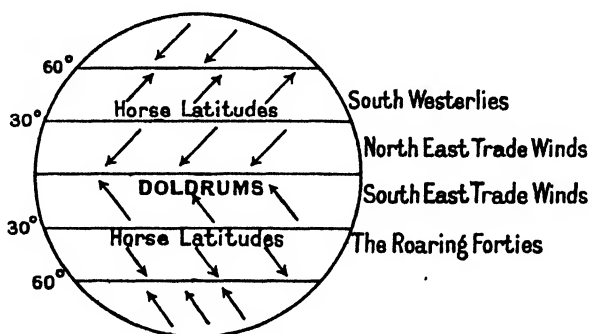 60°
South Westerlies
Horse Latitudes
30°
North East Trade Winds
DOLDRUMS
South East Trade Winds
30°
Horse Latitudes
The Roaring Forties
60°